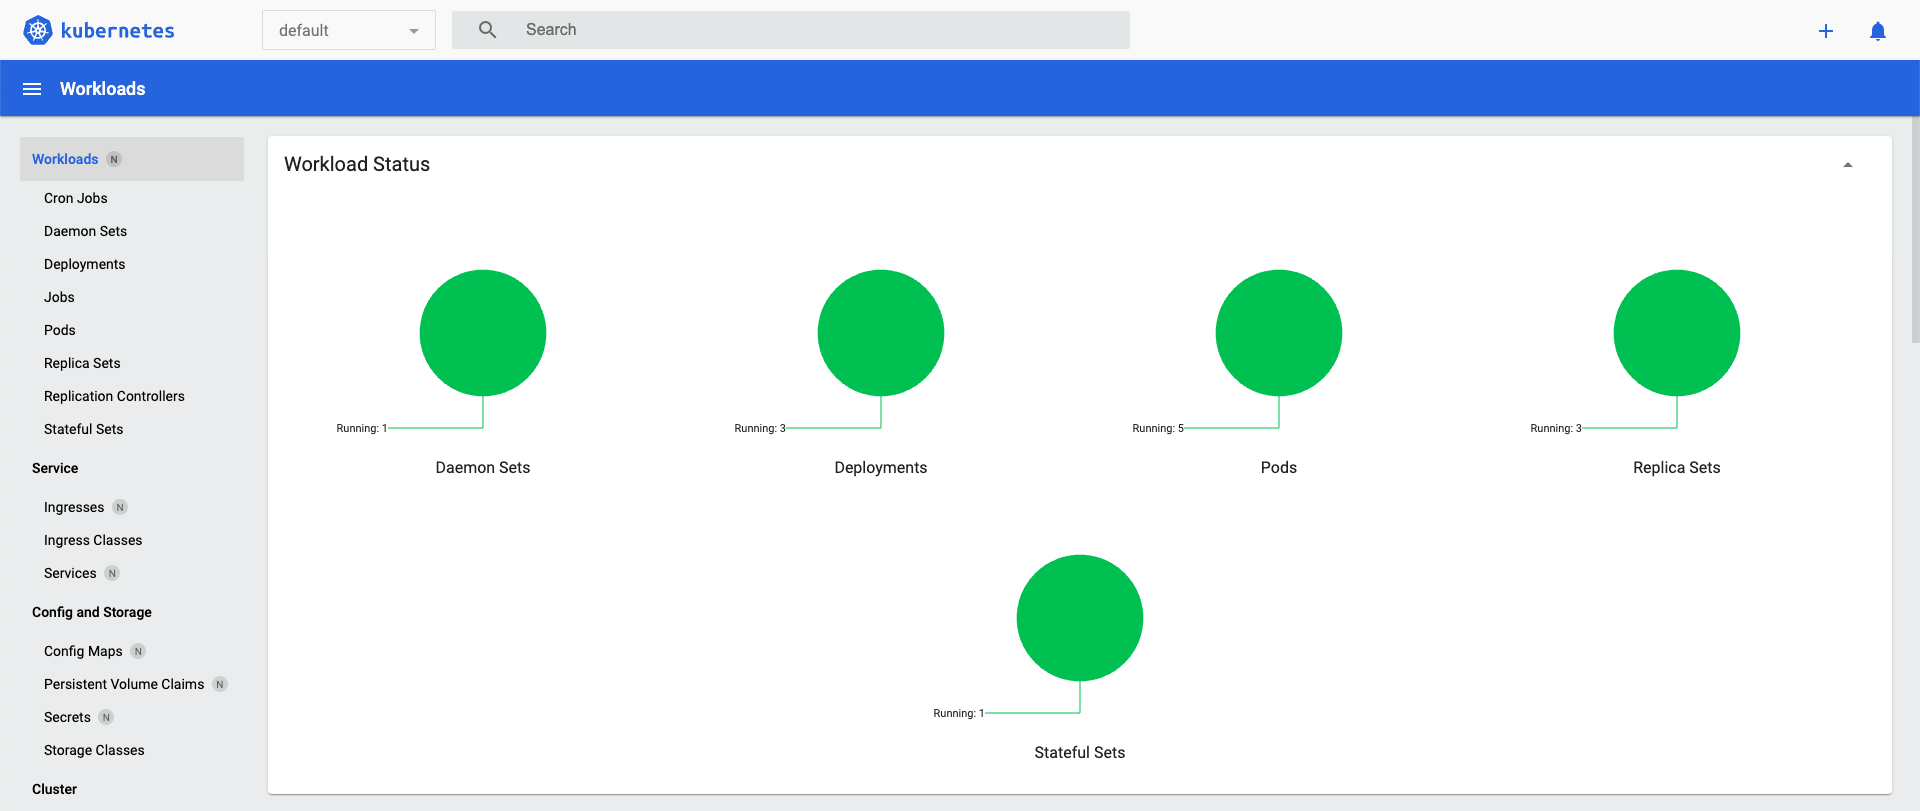 kubernetes
default
Search
Workloads
Workloads N
Cron Jobs
Daemon Sets
Deployments
Jobs
Pods
Replica Sets
Replication Controllers
Stateful Sets
Service
Ingresses N
Ingress Classes
Services N
Config and Storage
Config Maps N
Persistent Volume Claims N
Secrets N
Storage Classes
Cluster
Workload Status
Running: 1
Daemon Sets
Running: 3
Deployments
Running: 5
Pods
Running: 3
Replica Sets
Running: 1
Stateful Sets